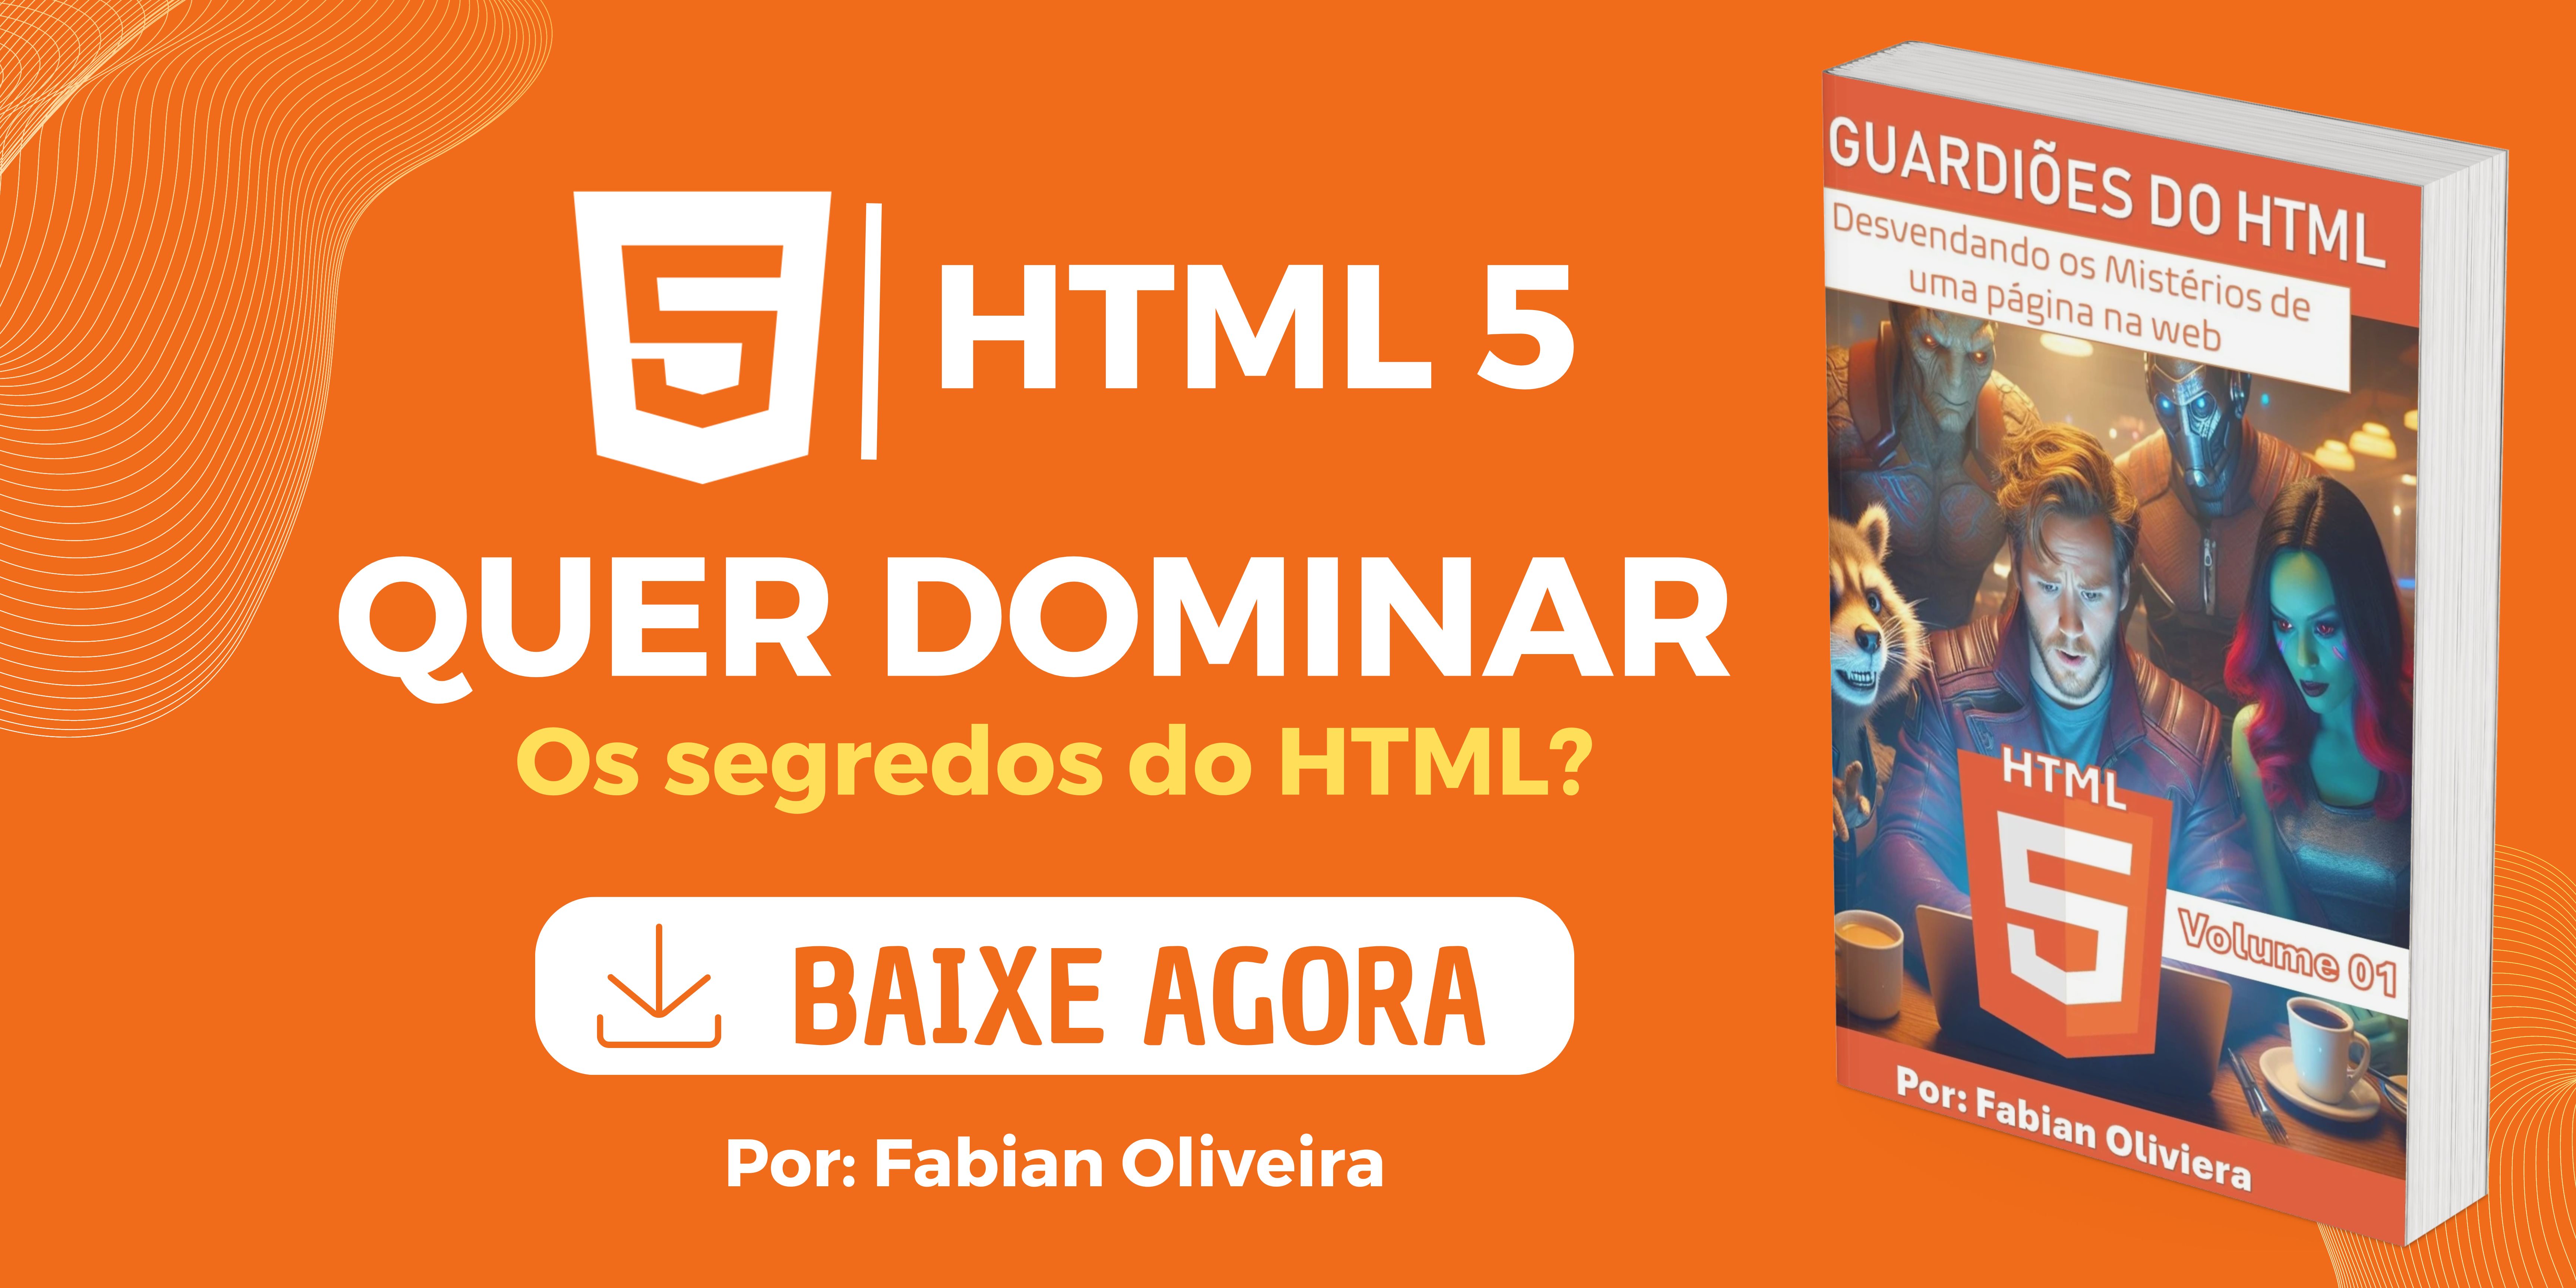 HTML 5
QUER DOMINAR
Os segredos do HTML?
BAIXE AGORA
Por: Fabian Oliveira
GUARDIÕES DO HTML
Desvendando os Mistérios de
uma página na web
HTML
5
Volume 01
Por: Fabian Oliviera